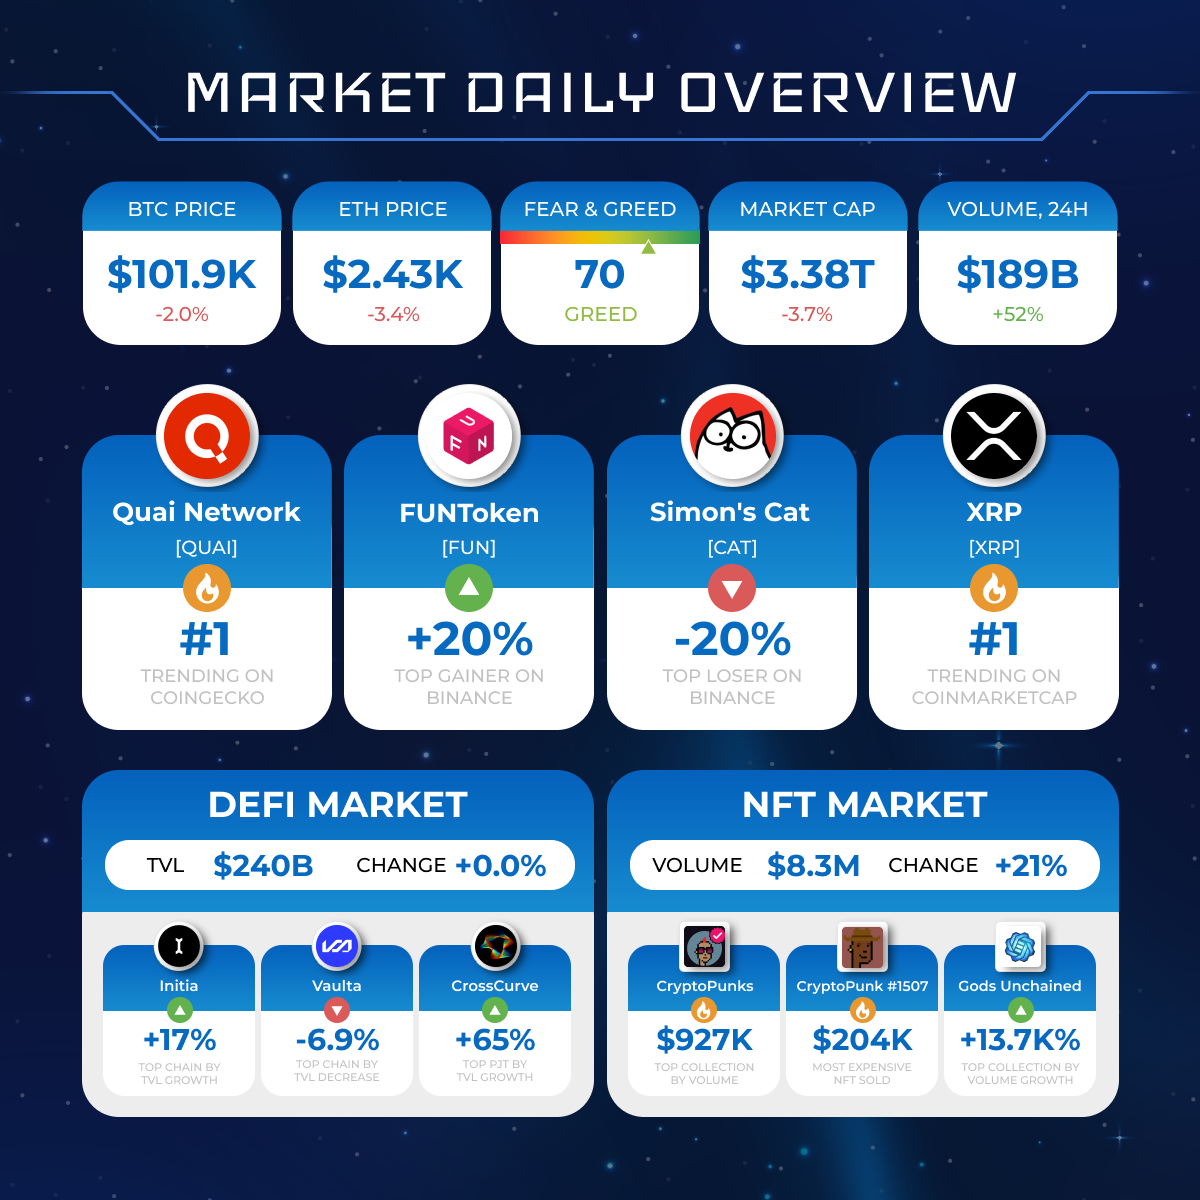 MARKET DAILY OVERVIEW
BTC PRICE
$101.9K
-2.0%
ETH PRICE
$2.43K
-3.4%
FEAR & GREED
70
GREED
MARKET CAP
$3.38T
-3.7%
VOLUME, 24H
$189B
+52%
Quai Network
[QUAI]
#1
TRENDING ON
COINGECKO
U
F N
FUNToken
[FUN]
+20%
TOP GAINER ON
BINANCE
Simon's Cat
[CAT]
-20%
TOP LOSER ON
BINANCE
XRP
[XRP]
#1
TRENDING ON
COINMARKETCAP
DEFI MARKET
TVL $240B CHANGE +0.0%
Initia
+17%
TOP CHAIN BY
TVL GROWTH
Vaulta
-6.9%
TOP CHAIN BY
TVL DECREASE
CrossCurve
+65%
TOP PJT BY
TVL GROWTH
NFT MARKET
VOLUME $8.3M CHANGE +21%
CryptoPunks
$927K
TOP COLLECTION
BY VOLUME
CryptoPunk #1507
$204K
MOST EXPENSIVE
NFT SOLD
Gods Unchained
+13.7K%
TOP COLLECTION BY
VOLUME GROWTH